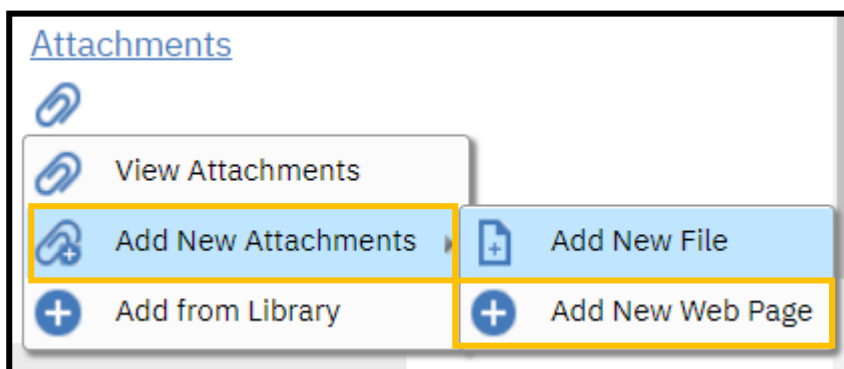 Attachments
View Attachments
Add New Attachments
Add New File
Add from Library
Add New Web Page